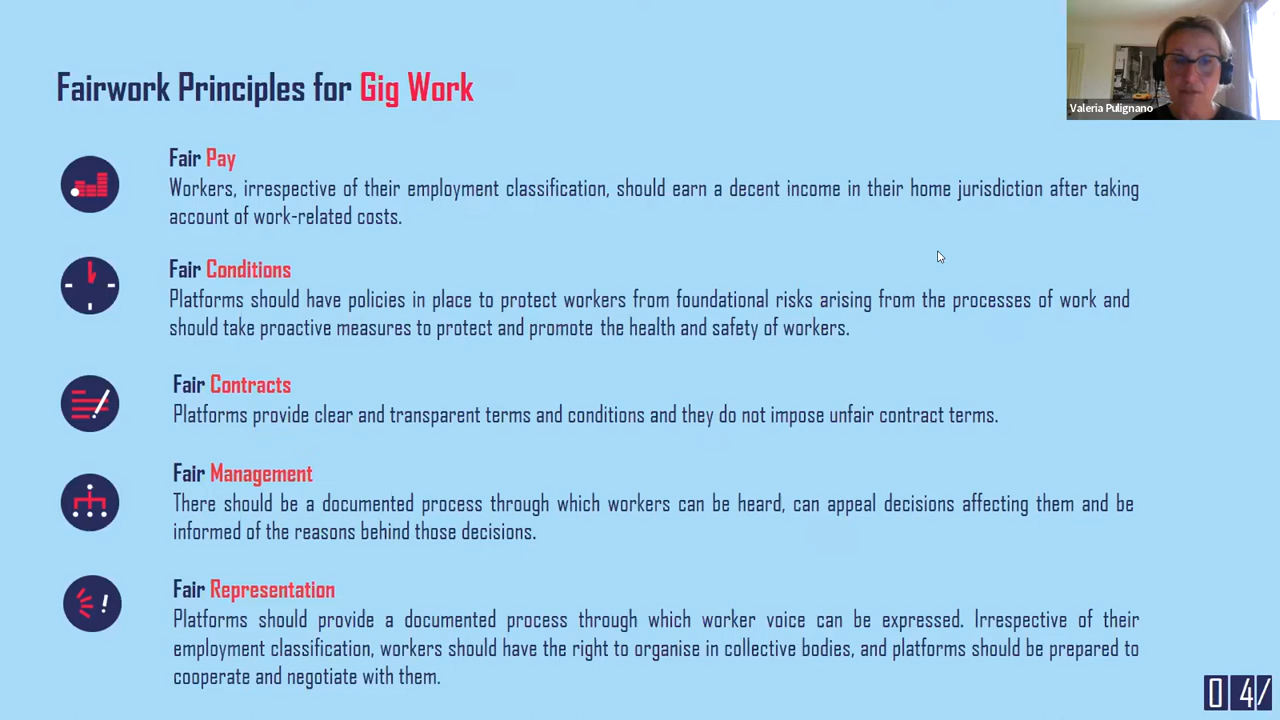 Valeria Pulignano
Fairwork Principles for Gig Work
Fair Pay
Workers, irrespective of their employment classification, should earn a decent income in their home jurisdiction after taking
account of work-related costs.
Fair Conditions
Platforms should have policies in place to protect workers from foundational risks arising from the processes of work and
should take proactive measures to protect and promote the health and safety of workers.
Fair Contracts
Platforms provide clear and transparent terms and conditions and they do not impose unfair contract terms.
Fair Management
There should be a documented process through which workers can be heard, can appeal decisions affecting them and be
informed of the reasons behind those decisions.
Fair Representation
Platforms should provide a documented process through which worker voice can be expressed. Irrespective of their
employment classification, workers should have the right to organise in collective bodies, and platforms should be prepared to
cooperate and negotiate with them.
04/